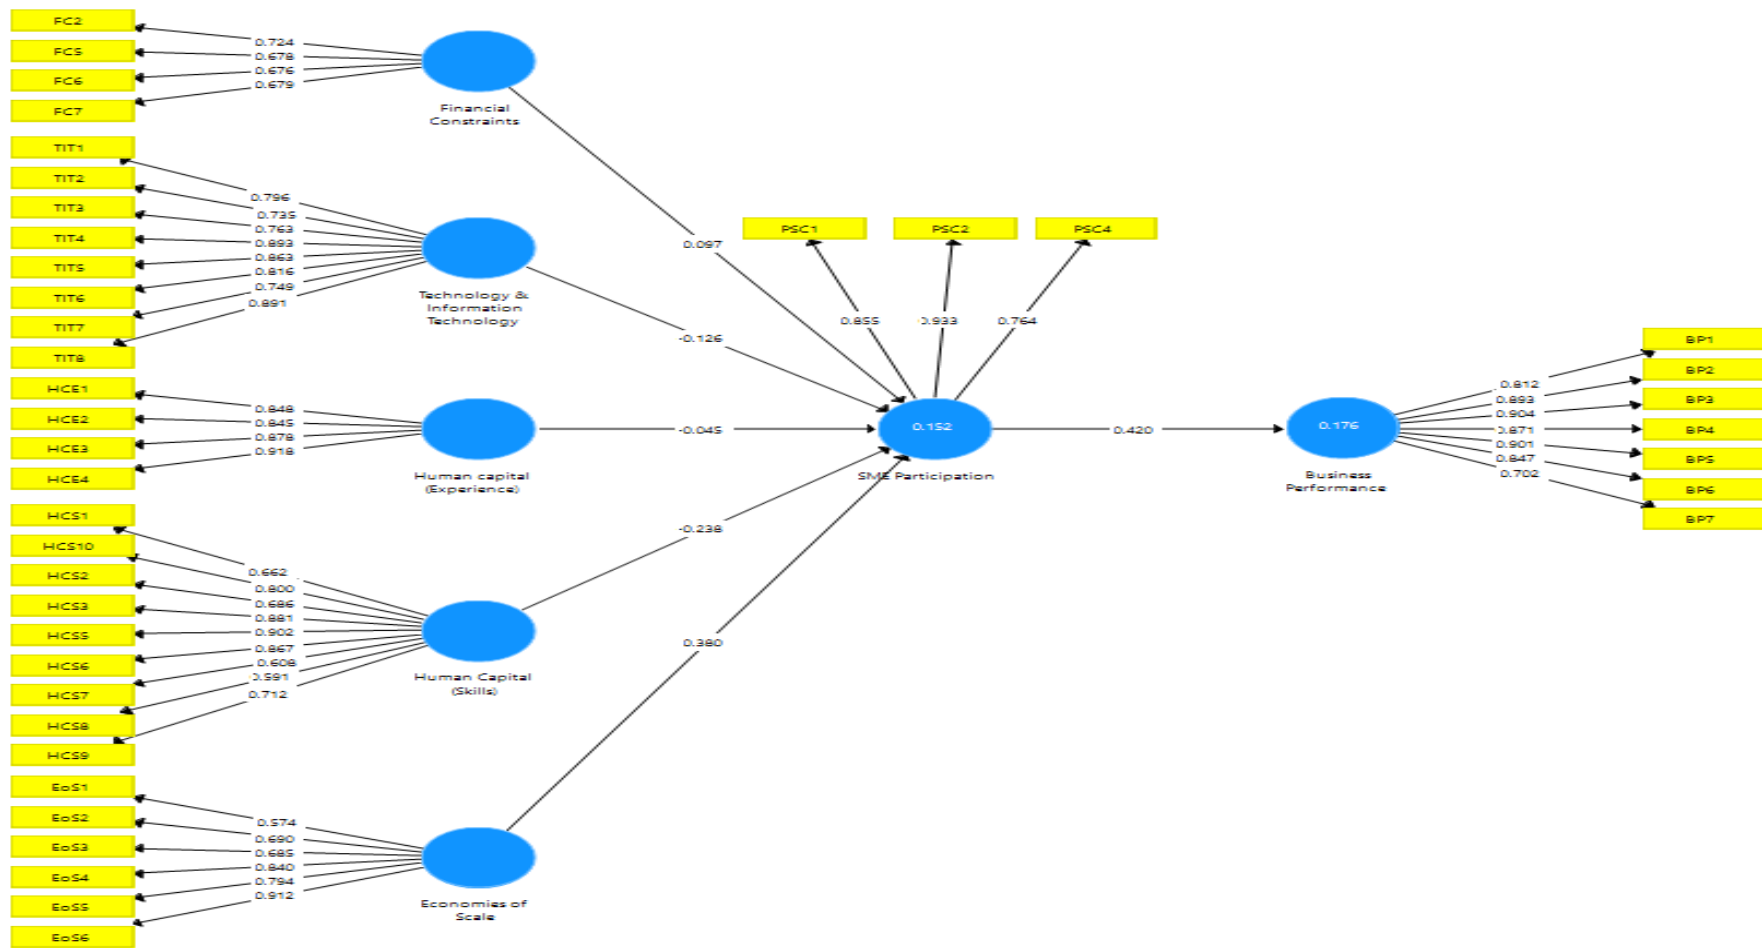 FC2
FC5
FC6
FC7
0.724
0.678
0.676
0.679
Financial
Constraints
TIT1
TIT2
TIT3
TIT4
TIT5
TIT6
TIT7
TIT8
0.796
0.735
0.763
0.893
0.863
0.816
0.749
0.891
Technology &
Information
Technology
HCE1
HCE2
HCE3
HCE4
0.848
0.845
0.878
0.918
Human capital
(Experience)
HCS1
HCS10
HCS2
HCS3
HCS5
HCS6
HCS7
HCS8
HCS9
0.662
0.800
0.686
0.881
0.902
0.867
0.608
0.591
0.712
Human Capital
(Skills)
EoS1
EoS2
EoS3
EoS4
EoS5
EoS6
0.574
0.690
0.685
0.840
0.794
0.912
Economies of
Scale
0.097
-0.126
-0.045
-0.238
0.380
PSC1
PSC2
PSC4
0.855
0.933
0.764
0.152
SME Participation
0.420
0.176
Business
Performance
0.812
0.893
0.904
0.871
0.901
0.847
0.702
BP1
BP2
BP3
BP4
BP5
BP6
BP7